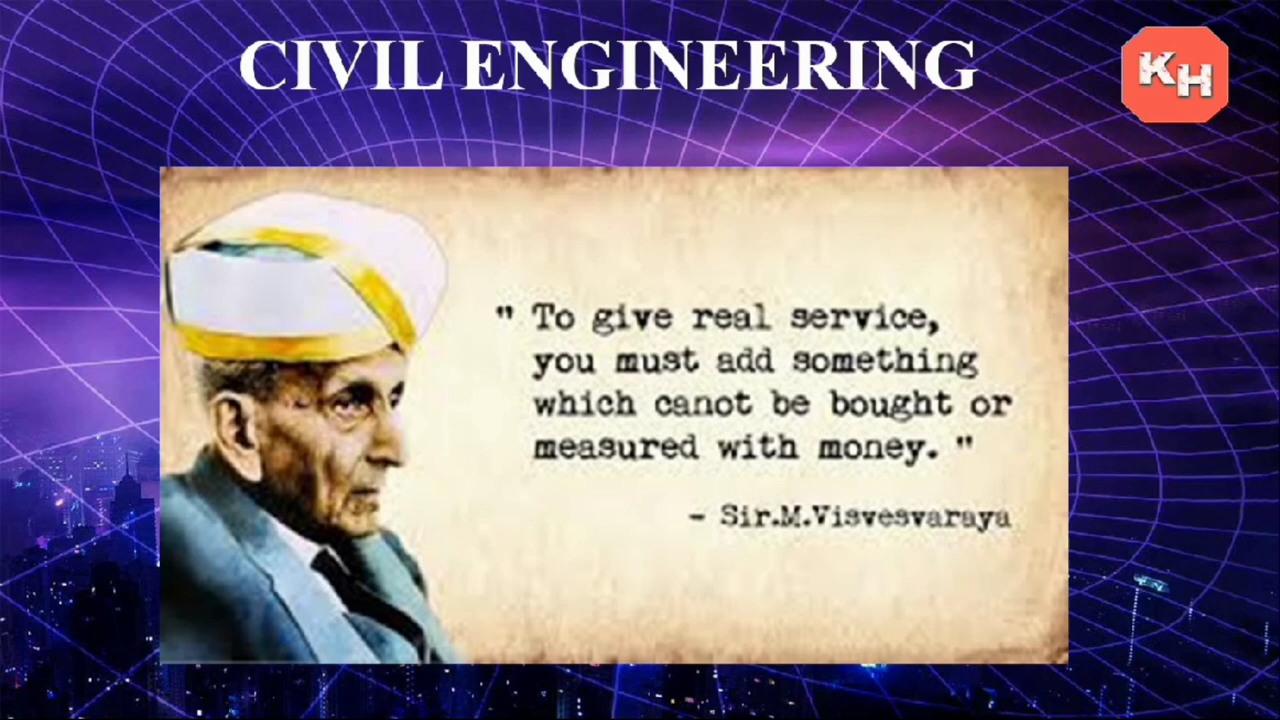 CIVIL ENGINEERING
KH
" To give real service,
you must add something
which canot be bought or
measured with money. "
- Sir.M.Visvesvaraya